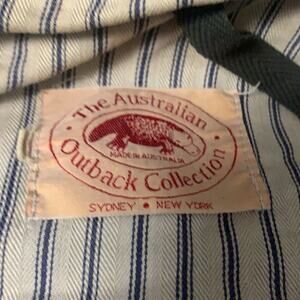 • The Australian •
MADE IN AUSTRALIA
Outback Collection
SYDNEY • NEW YORK